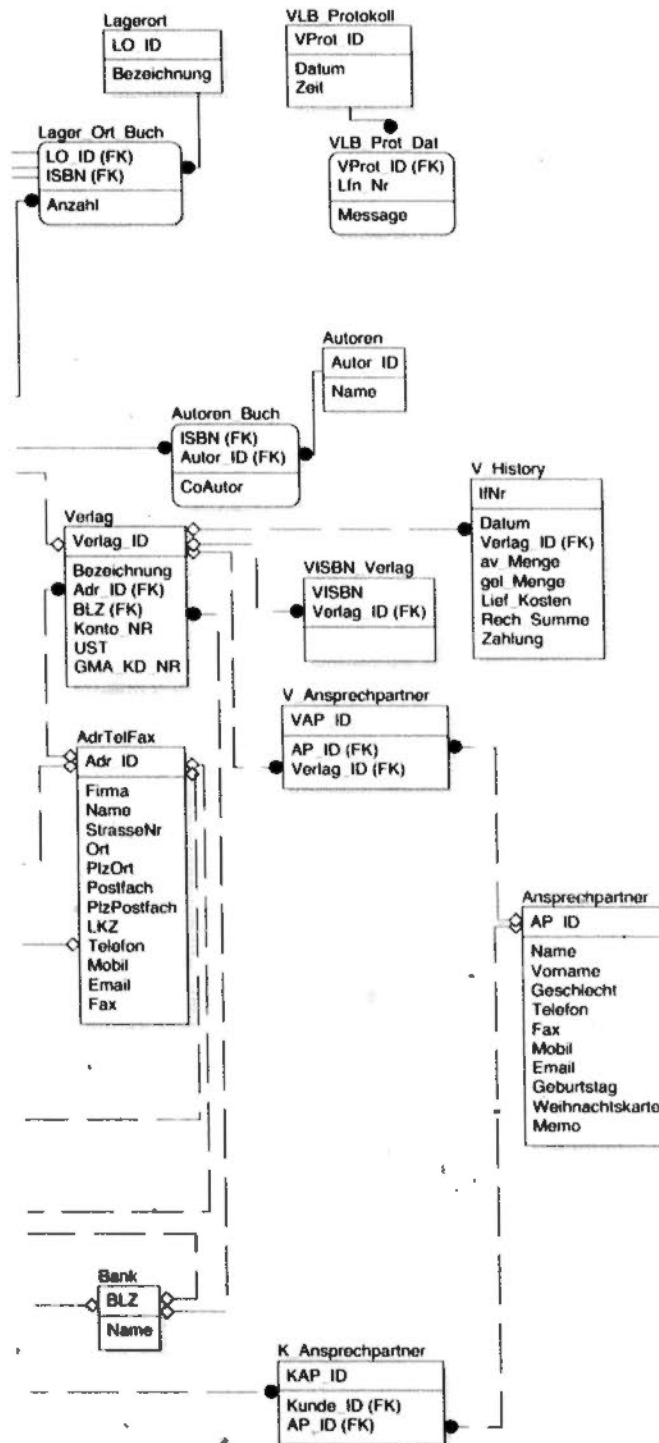 Lagerort
LO_ID
Bezeichnung
VLB_Protokoll
VProt_ID
Datum
Zeit
Lager_Ort_Buch
LO_ID (FK)
ISBN (FK)
Anzahl
VLB_Prot_Dat
VProt_ID (FK)
Lfn_Nr
Message
Autoren
Autor_ID
Name
Autoren_Buch
ISBN (FK)
Autor_ID (FK)
CoAutor
V_History
lfNr
Datum
Verlag_ID (FK)
av_Menge
gel_Menge
Lief_Kosten
Rech_Summe
Zahlung
Verlag
Verlag_ID
Bezeichnung
Adr_ID (FK)
BLZ (FK)
Konto_NR
UST
GMA_KD_NR
VISBN_Verlag
VISBN
Verlag_ID (FK)
V_Ansprechpartner
VAP_ID
AP_ID (FK)
Verlag_ID (FK)
AdrTelFax
Adr_ID
Firma
Name
StrasseNr
Ort
PlzOrt
Postfach
PlzPostfach
LKZ
Telefon
Mobil
Email
Fax
Ansprechpartner
AP_ID
Name
Vorname
Geschlecht
Telefon
Fax
Mobil
Email
Geburtstag
Weihnachtskarte
Memo
Bank
BLZ
Name
K_Ansprechpartner
KAP_ID
Kunde_ID (FK)
AP_ID (FK)